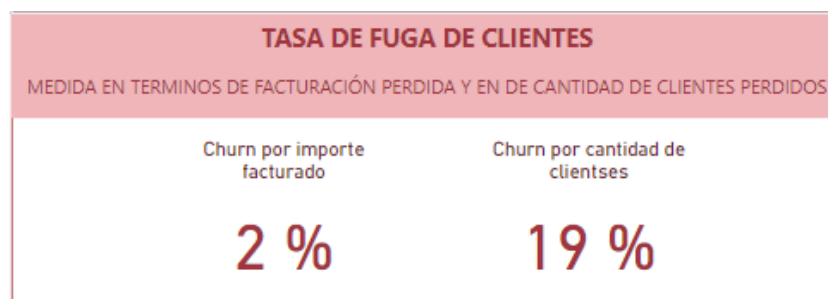 TASA DE FUGA DE CLIENTES
MEDIDA EN TERMINOS DE FACTURACIÓN PERDIDA Y EN DE CANTIDAD DE CLIENTES PERDIDOS
Churn por importe
facturado
2 %
Churn por cantidad de
clientses
19 %